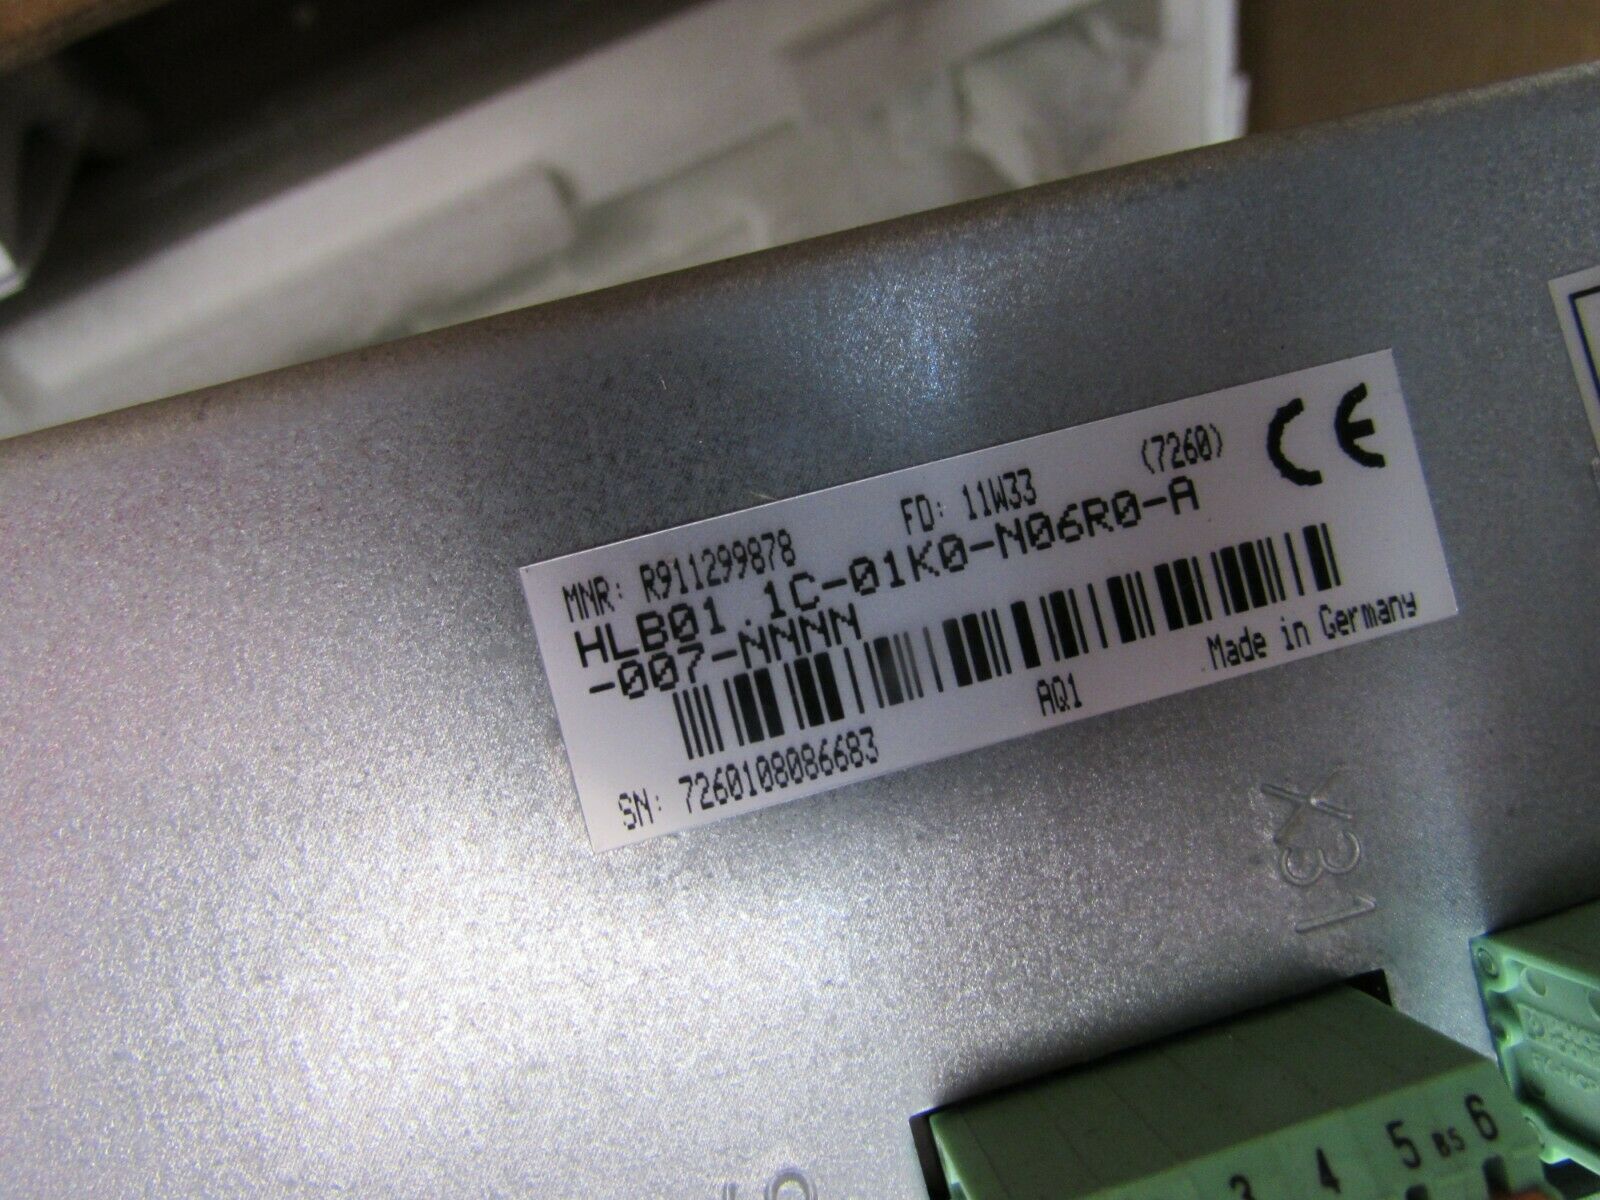 MNR: R911299878 FD: 11W33 (7260) CE
HLB01.1C-01K0-N06R0-A
-007-NNNN
SN: 7260108086683 AQ1 Made in Germany
X31
3 4 5 BS 6